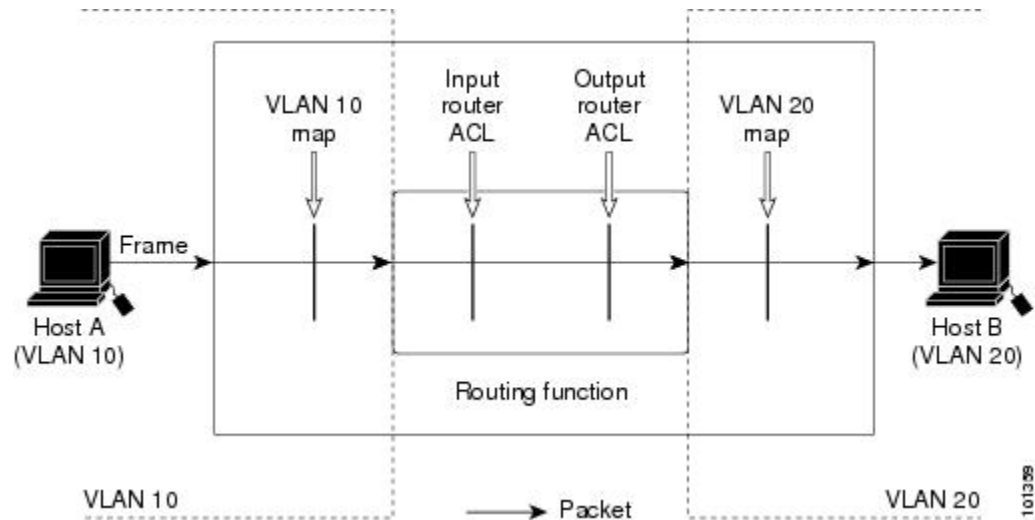 VLAN 10
map
Input
router
ACL
Output
router
ACL
VLAN 20
map
Frame
Host A
(VLAN 10)
Host B
(VLAN 20)
Routing function
VLAN 10
Packet
VLAN 20
101359